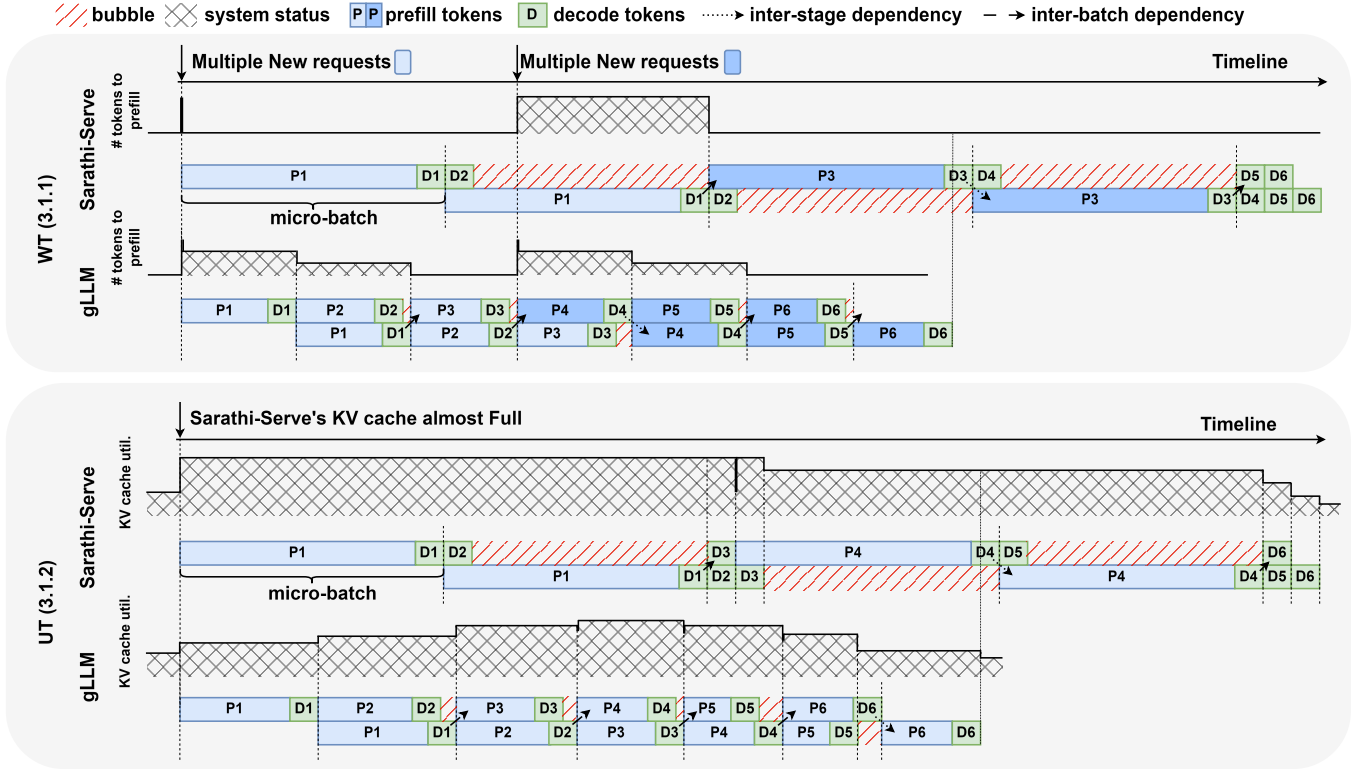 bubble system status P P prefill tokens D decode tokens inter-stage dependency inter-batch dependency
Multiple New requests Multiple New requests Timeline
WT (3.1.1)
Sarathi-Serve
# tokens to
prefill
P1 D1 D2 P3 D3 D4 D5 D6
P1 D1 D2 P3 D3 D4 D5 D6
micro-batch
gLLM
# tokens to
prefill
P1 D1 P2 D2 P3 D3 P4 D4 P5 D5 P6 D6
P1 D1 P2 D2 P3 D3 P4 D4 P5 D5 P6 D6
Sarathi-Serve's KV cache almost Full Timeline
UT (3.1.2)
Sarathi-Serve
KV cache util.
P1 D1 D2 D3 P4 D4 D5 D6
P1 D1 D2 D3 P4 D4 D5 D6
micro-batch
gLLM
KV cache util.
P1 D1 P2 D2 P3 D3 P4 D4 P5 D5 P6 D6
P1 D1 P2 D2 P3 D3 P4 D4 P5 D5 P6 D6